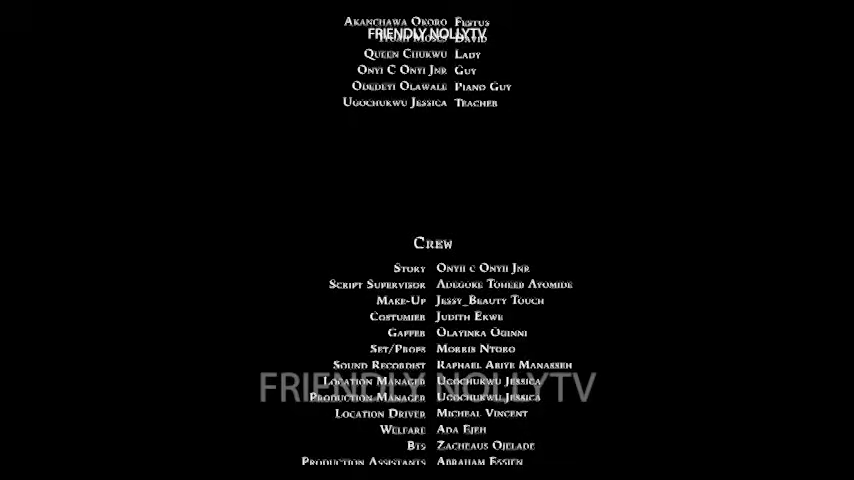 Akanchawa Okoro Festus
FRIENDLY NOLLYTV
Moses David
Queen Chukwu Lady
Onyi C Onyi Jnr Guy
Odedeyi Olawale Piano Guy
Ugochukwu Jessica Teacher
Crew
Story Onyii c Onyii Jnr
Script Supervisor Adegoke Toheeb Ayomide
Make-Up Jessy_Beauty Touch
Costumier Judith Ekwe
Gaffer Olayinka
Set/Props Morris Ntoro
Sound Recordist Raphael Abiye Manasseh
FRIENDLY NOLLYTV
Location Manager Ugochukwu Jessica
Production Manager Ugochukwu Jessica
Location Driver Micheal Vincent
Welfare Ada Ejeh
Bts Zacheaus Ojelade
Production Assistants Abraham Essien